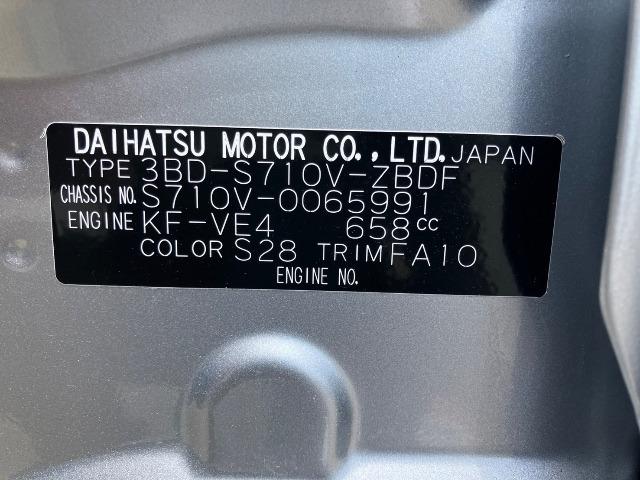 DAIHATSU MOTOR CO., LTD. JAPAN
TYPE 3BD-S710V-ZBDF
CHASSIS NO. S710V-0065991
ENGINE KF-VE4 658cc
COLOR S28 TRIM FA10
ENGINE NO.